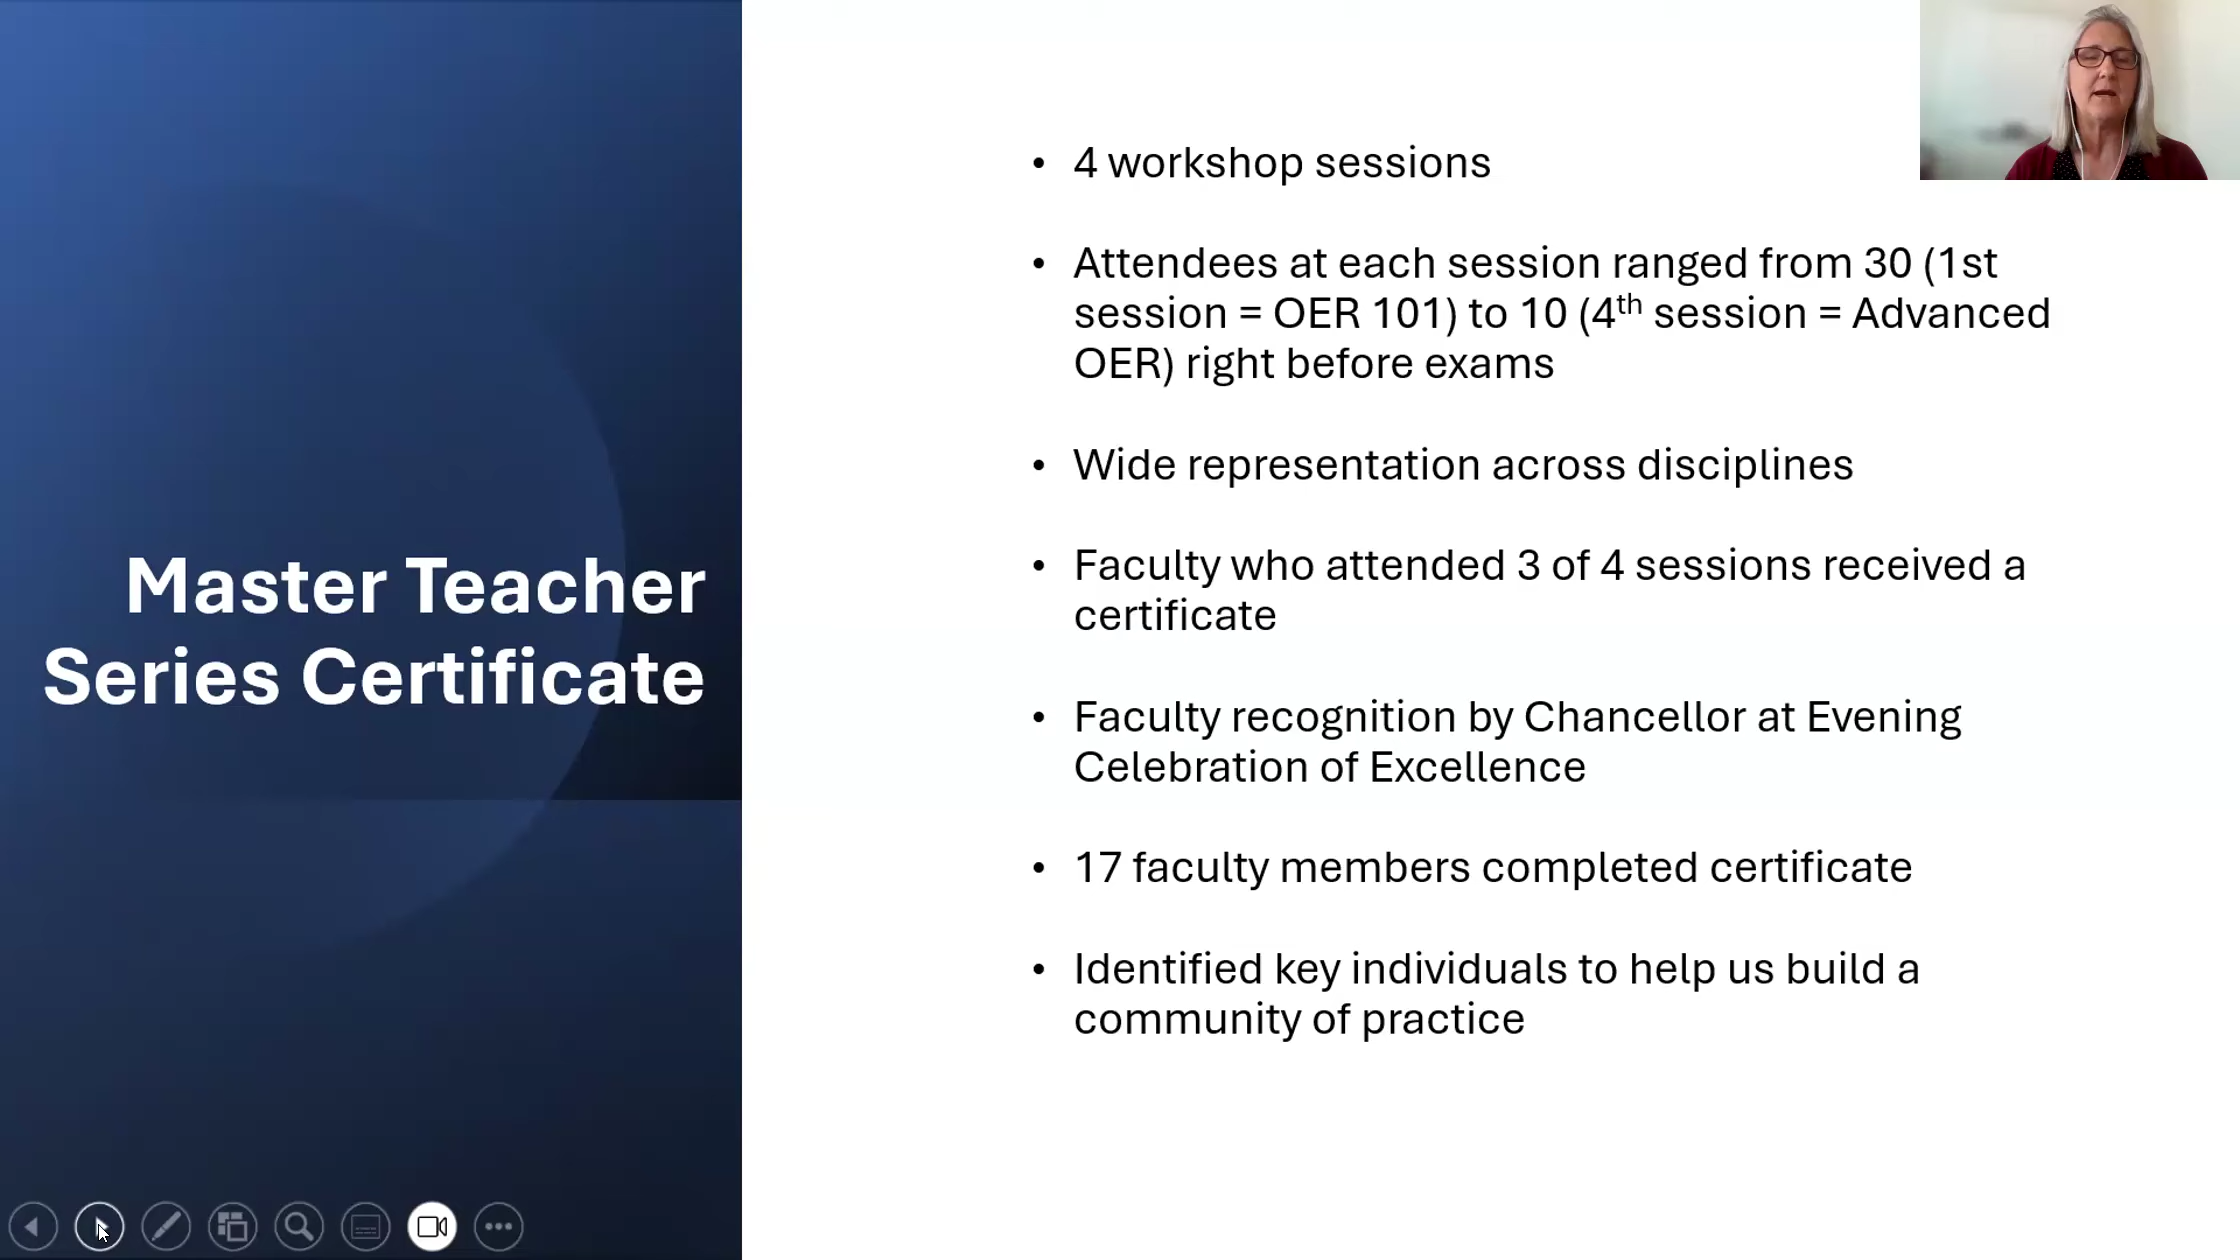 Master Teacher
Series Certificate
• 4 workshop sessions
• Attendees at each session ranged from 30 (1st
session = OER 101) to 10 (4th session = Advanced
OER) right before exams
• Wide representation across disciplines
• Faculty who attended 3 of 4 sessions received a
certificate
• Faculty recognition by Chancellor at Evening
Celebration of Excellence
• 17 faculty members completed certificate
• Identified key individuals to help us build a
community of practice